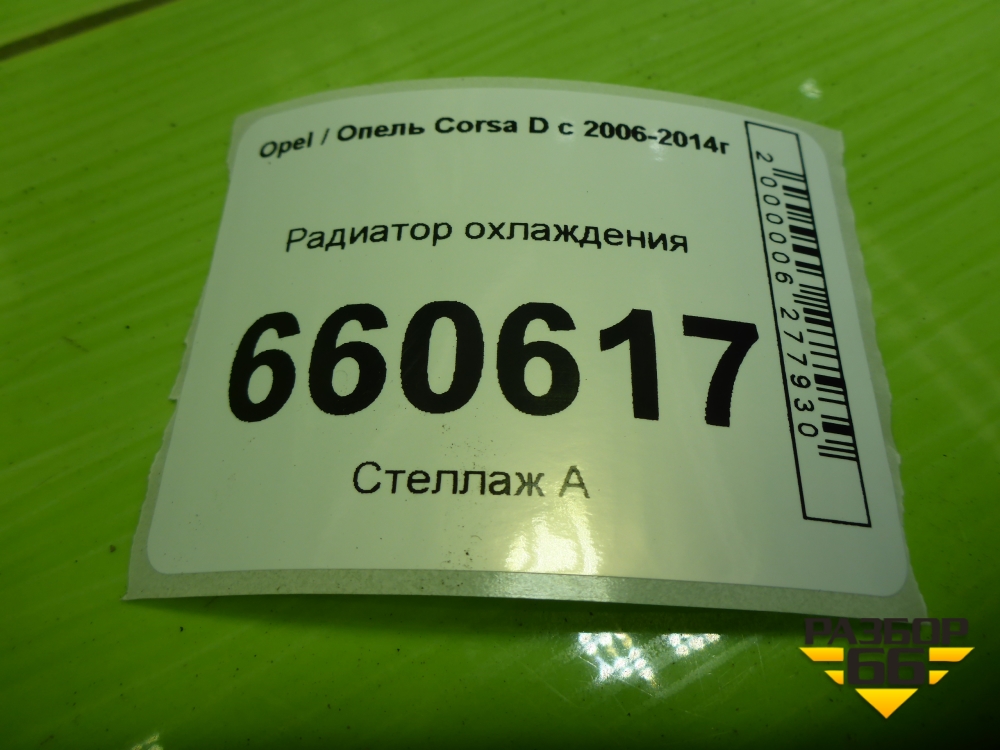 Opel / Опель Corsa D с 2006-2014г
Радиатор охлаждения
660617
Стеллаж А
2000006277930
РАЗБОР
66